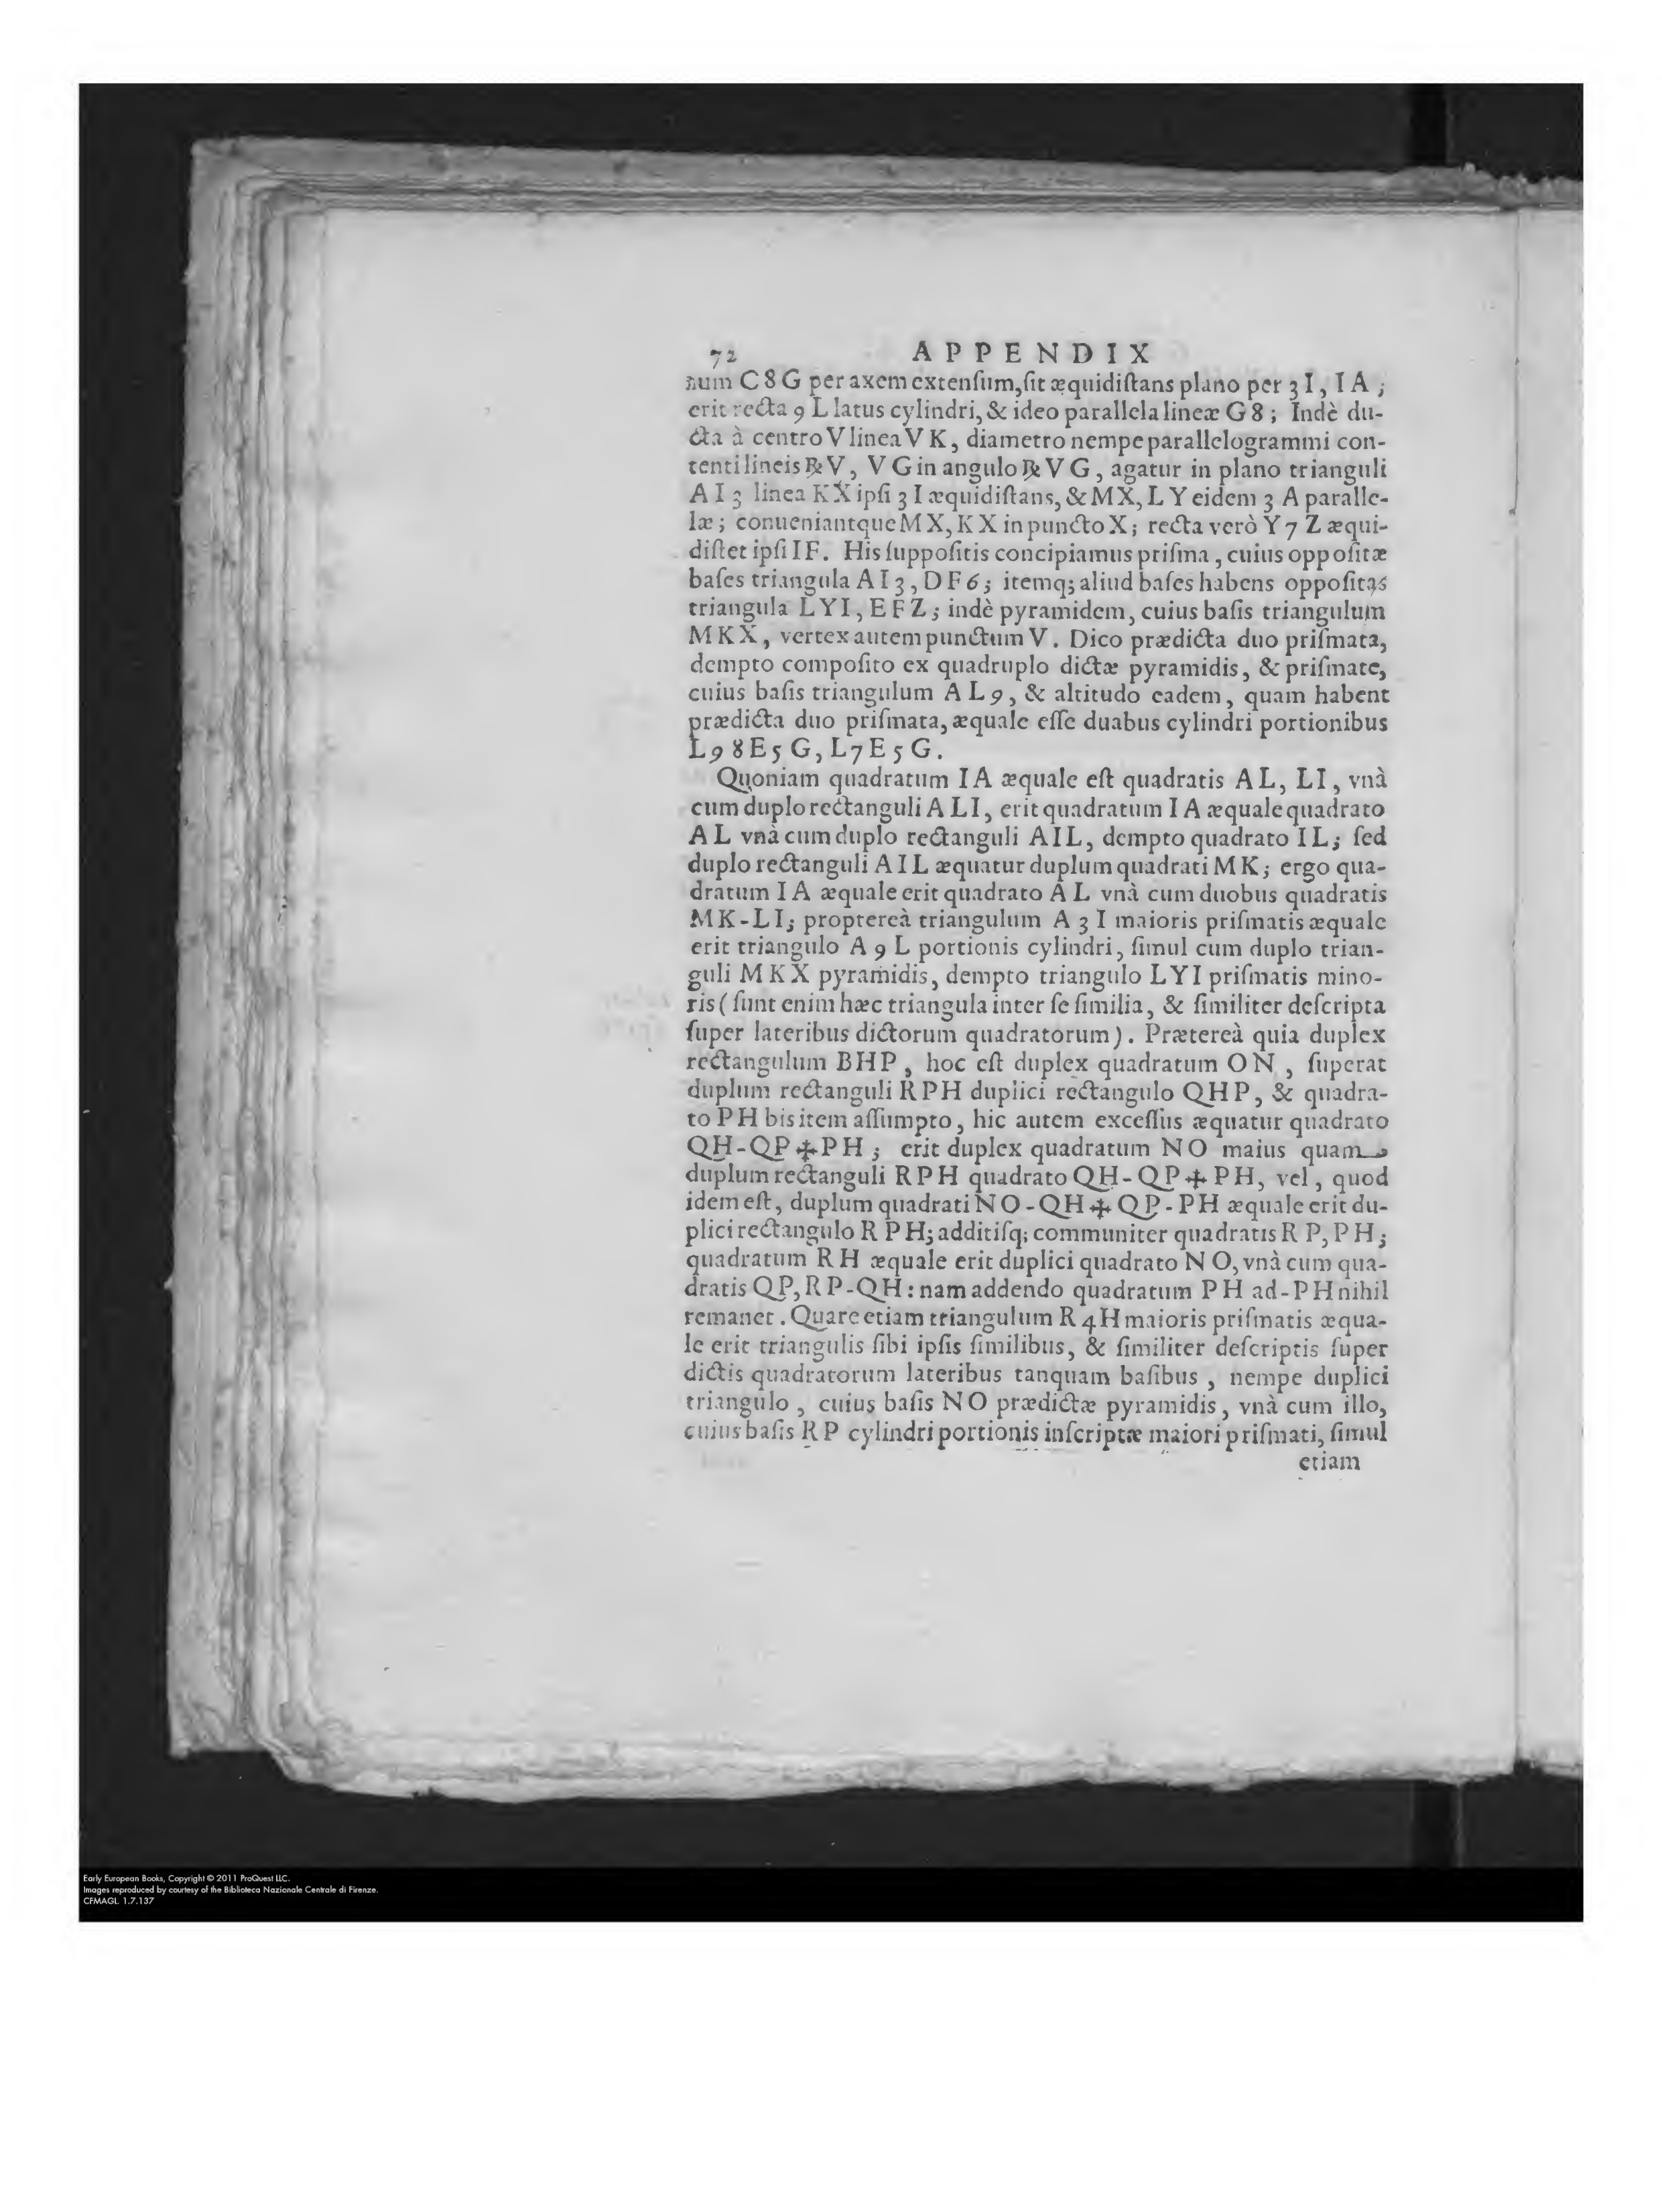 72 APPENDIX
num C 8 G per axem extenſum, ſit æquidiſtans plano per 3 I, I A ;
erit recta 9 L latus cylindri, & ideo parallela lineæ G 8 ; Indè du-
cta à centro V linea V K, diametro nempe parallelogrammi con-
tenti lineis ℞ V, V G in angulo ℞ V G, agatur in plano trianguli
A I 3 linea K X ipſi 3 I æquidiſtans, & M X, L Y eidem 3 A paralle-
læ ; conueniantque M X, K X in puncto X ; recta verò Y 7 Z æqui-
diſtet ipſi I F. His ſuppoſitis concipiamus priſma, cuius oppoſitæ
baſes triangula A I 3, D F 6 ; itemq; aliud baſes habens oppoſitas
triangula L Y I, E F Z ; indè pyramidem, cuius baſis triangulum
M K X, vertex autem punctum V. Dico prædicta duo priſmata,
dempto compoſito ex quadruplo dictæ pyramidis, & priſmate,
cuius baſis triangulum A L 9, & altitudo eadem, quam habent
prædicta duo priſmata, æquale eſſe duabus cylindri portionibus
L 9 8 E 5 G, L 7 E 5 G.
Quoniam quadratum I A æquale eſt quadratis A L, L I, vnà
cum duplo rectanguli A L I, erit quadratum I A æquale quadrato
A L vnà cum duplo rectanguli A I L, dempto quadrato I L ; ſed
duplo rectanguli A I L æquatur duplum quadrati M K ; ergo qua-
dratum I A æquale erit quadrato A L vnà cum duobus quadratis
M K - L I ; proptereà triangulum A 3 I maioris priſmatis æquale
erit triangulo A 9 L portionis cylindri, ſimul cum duplo trian-
guli M K X pyramidis, dempto triangulo L Y I priſmatis mino-
ris ( ſunt enim hæc triangula inter ſe ſimilia, & ſimiliter deſcripta
ſuper lateribus dictorum quadratorum ) . Prætereà quia duplex
rectangulum B H P, hoc eſt duplex quadratum O N, ſuperat
duplum rectanguli R P H duplici rectangulo Q H P, & quadra-
to P H bis item aſſumpto, hic autem exceſſus æquatur quadrato
Q H - Q P ✠ P H ; erit duplex quadratum N O maius quam
duplum rectanguli R P H quadrato Q H - Q P ✠ P H, vel, quod
idem eſt, duplum quadrati N O - Q H ✠ Q P - P H æquale erit du-
plici rectangulo R P H ; additiſq; communiter quadratis R P, P H ;
quadratum R H æquale erit duplici quadrato N O, vnà cum qua-
dratis Q P, R P - Q H : nam addendo quadratum P H ad - P H nihil
remanet. Quare etiam triangulum R 4 H maioris priſmatis æqua-
le erit triangulis ſibi ipſis ſimilibus, & ſimiliter deſcriptis ſuper
dictis quadratorum lateribus tanquam baſibus, nempe duplici
triangulo, cuius baſis N O prædictæ pyramidis, vnà cum illo,
cuius baſis R P cylindri portionis inſcriptæ maiori priſmati, ſimul
etiam
Early European Books, Copyright © 2011 ProQuest LLC.
Images reproduced by courtesy of the Biblioteca Nazionale Centrale di Firenze.
CFMAGL. 1.7.137